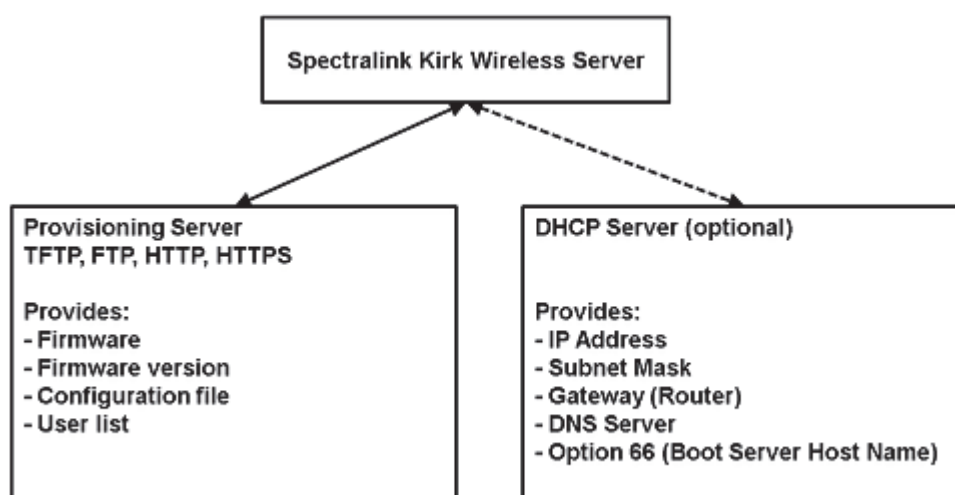 Spectralink Kirk Wireless Server
Provisioning Server
TFTP, FTP, HTTP, HTTPS
Provides:
- Firmware
- Firmware version
- Configuration file
- User list
DHCP Server (optional)
Provides:
- IP Address
- Subnet Mask
- Gateway (Router)
- DNS Server
- Option 66 (Boot Server Host Name)